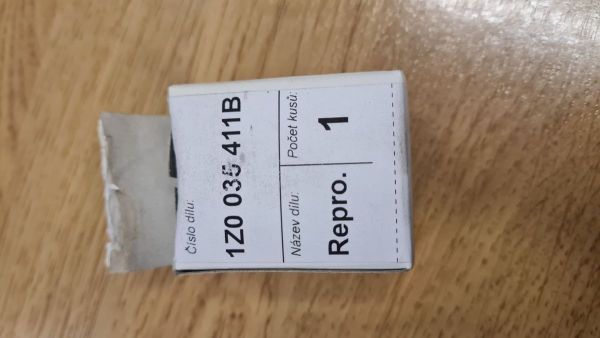 Číslo dílu:
1Z0 035 411B
Název dílu:
Repro.
Počet kusů:
1